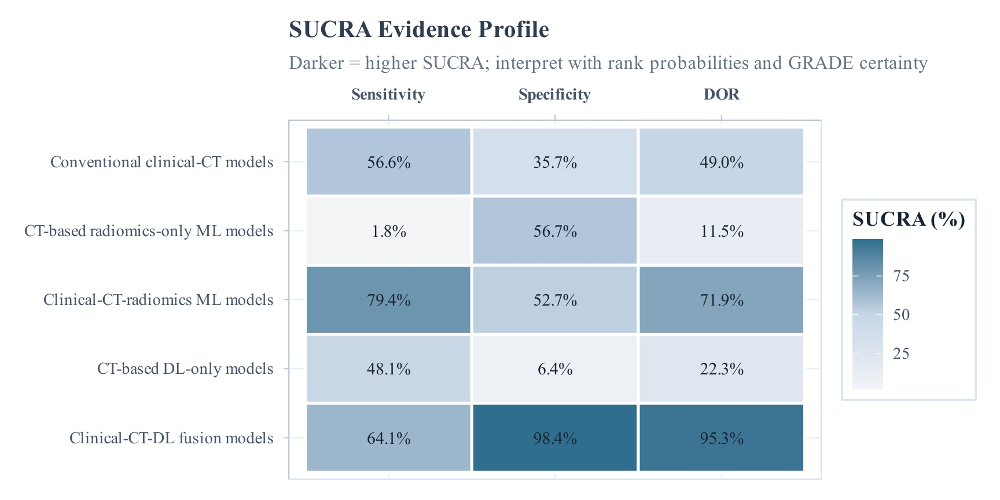 SUCRA Evidence Profile
Darker = higher SUCRA; interpret with rank probabilities and GRADE certainty
Sensitivity Specificity DOR
Conventional clinical-CT models 56.6% 35.7% 49.0%
CT-based radiomics-only ML models 1.8% 56.7% 11.5%
Clinical-CT-radiomics ML models 79.4% 52.7% 71.9%
CT-based DL-only models 48.1% 6.4% 22.3%
Clinical-CT-DL fusion models 64.1% 98.4% 95.3%
SUCRA (%)
75
50
25